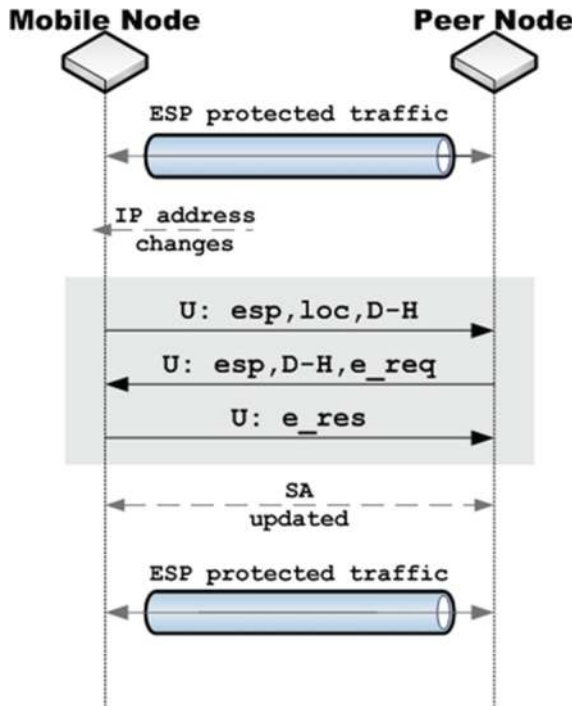 Mobile Node Peer Node
ESP protected traffic
IP address
changes
U: esp,loc,D-H
U: esp,D-H,e_req
U: e_res
SA
updated
ESP protected traffic